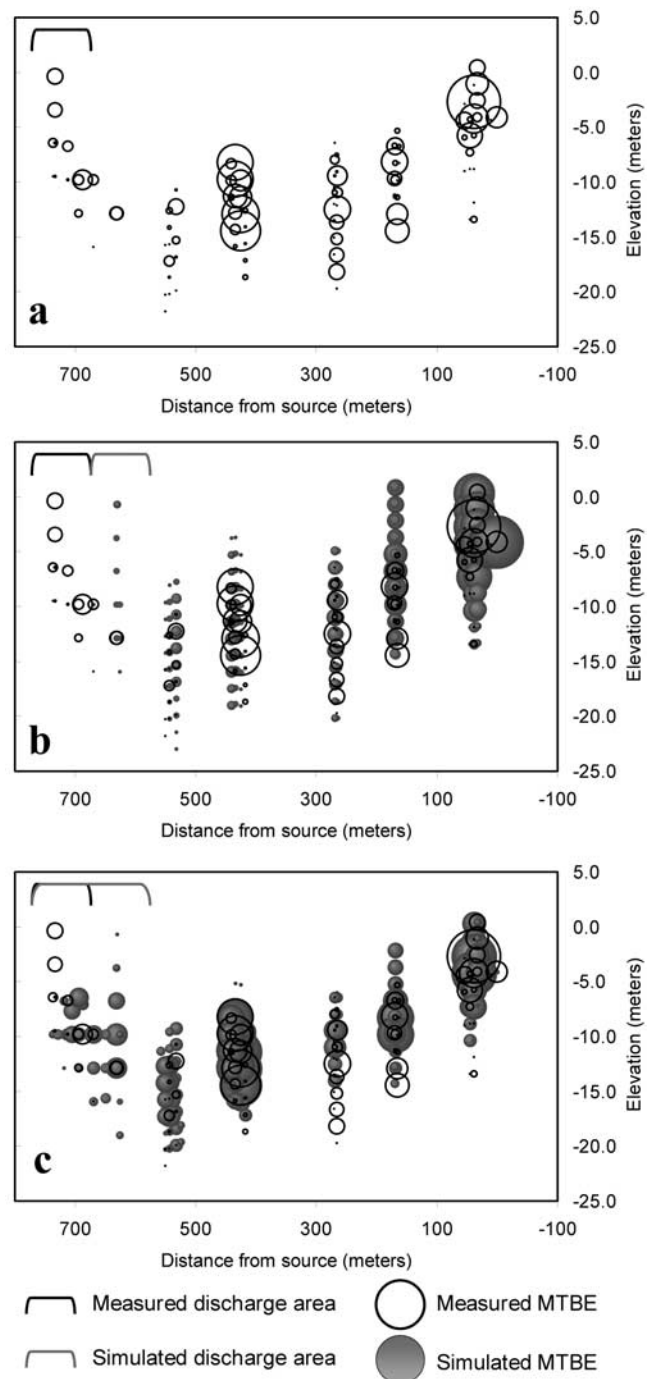 5.0
0.0
-5.0
-10.0
-15.0
-20.0
-25.0
Elevation (meters)
a
700 500 300 100 -100
Distance from source (meters)
5.0
0.0
-5.0
-10.0
-15.0
-20.0
-25.0
Elevation (meters)
b
700 500 300 100 -100
Distance from source (meters)
5.0
0.0
-5.0
-10.0
-15.0
-20.0
-25.0
Elevation (meters)
c
700 500 300 100 -100
Distance from source (meters)
Measured discharge area Measured MTBE
Simulated discharge area Simulated MTBE